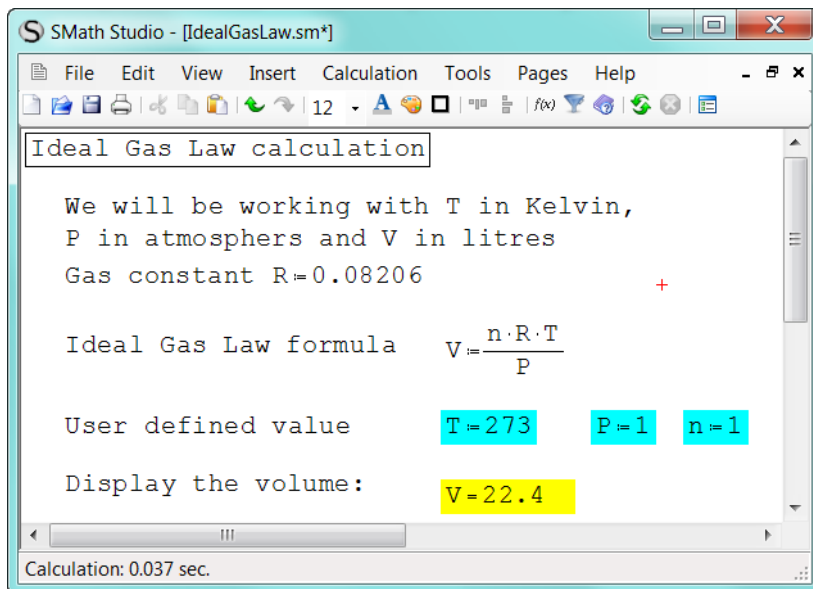 SMath Studio - [IdealGasLaw.sm*]
File Edit View Insert Calculation Tools Pages Help
12 A f(x)
Ideal Gas Law calculation
We will be working with T in Kelvin,
P in atmosphers and V in litres
Gas constant R≔0.08206
Ideal Gas Law formula V≔n·R·T/P
User defined value T≔273 P≔1 n≔1
Display the volume: V=22.4
Calculation: 0.037 sec.